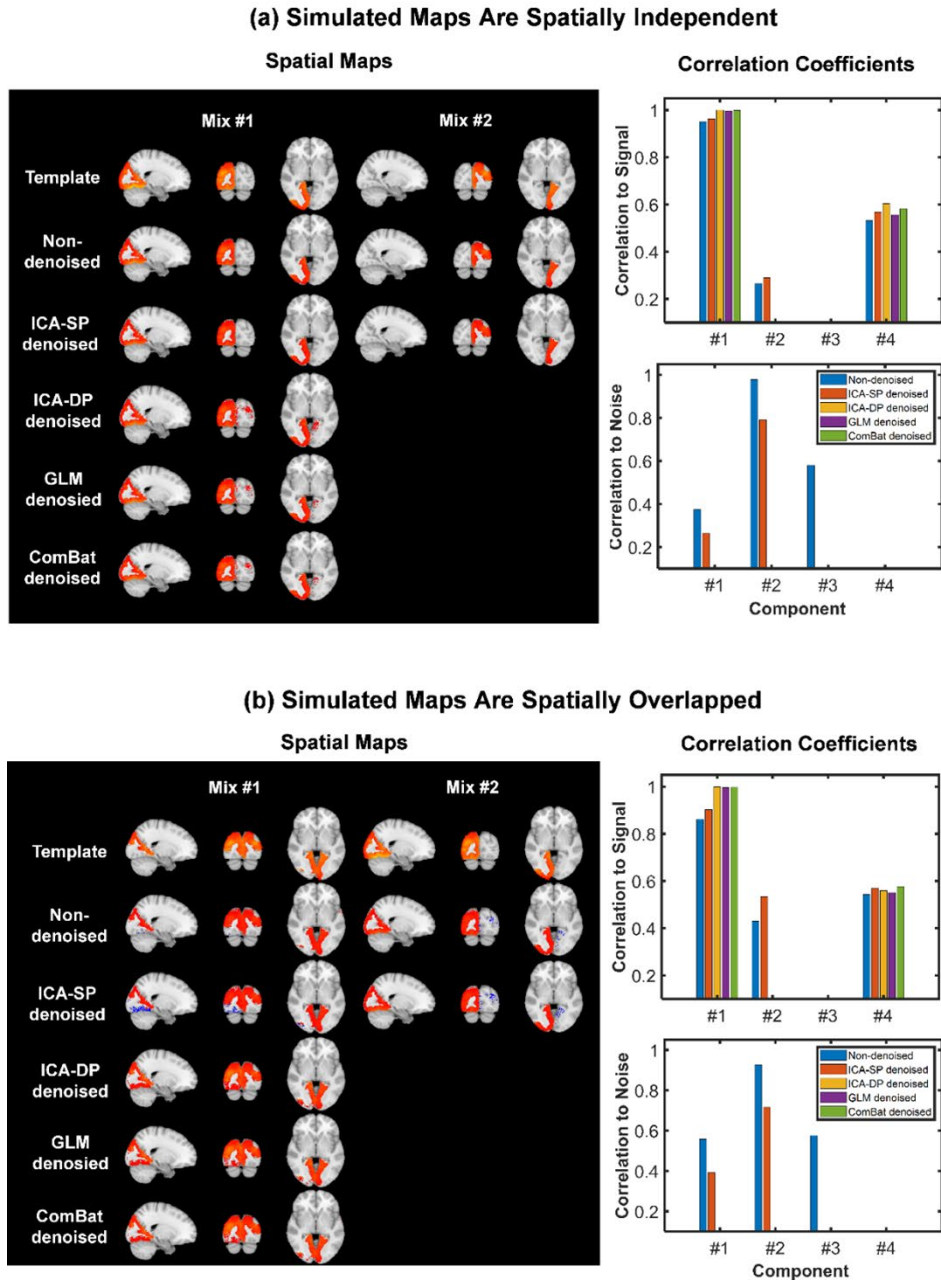 (a) Simulated Maps Are Spatially Independent
Spatial Maps
Correlation Coefficients
Mix #1
Mix #2
Template
Non-
denoised
ICA-SP
denoised
ICA-DP
denoised
GLM
denosied
ComBat
denoised
Correlation to Signal
1
0.8
0.6
0.4
0.2
#1 #2 #3 #4
Correlation to Noise
1
0.8
0.6
0.4
0.2
Non-denoised
ICA-SP denoised
ICA-DP denoised
GLM denoised
ComBat denoised
#1 #2 #3 #4
Component
(b) Simulated Maps Are Spatially Overlapped
Spatial Maps
Correlation Coefficients
Mix #1
Mix #2
Template
Non-
denoised
ICA-SP
denoised
ICA-DP
denoised
GLM
denosied
ComBat
denoised
Correlation to Signal
1
0.8
0.6
0.4
0.2
#1 #2 #3 #4
Correlation to Noise
1
0.8
0.6
0.4
0.2
Non-denoised
ICA-SP denoised
ICA-DP denoised
GLM denoised
ComBat denoised
#1 #2 #3 #4
Component